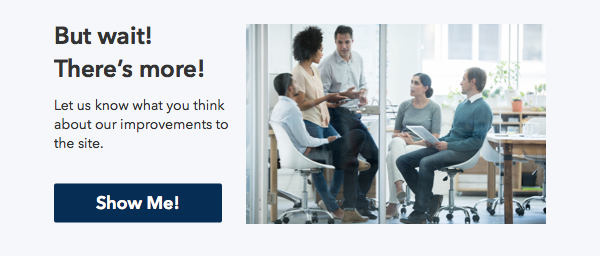 But wait!
There's more!
Let us know what you think
about our improvements to
the site.
Show Me!